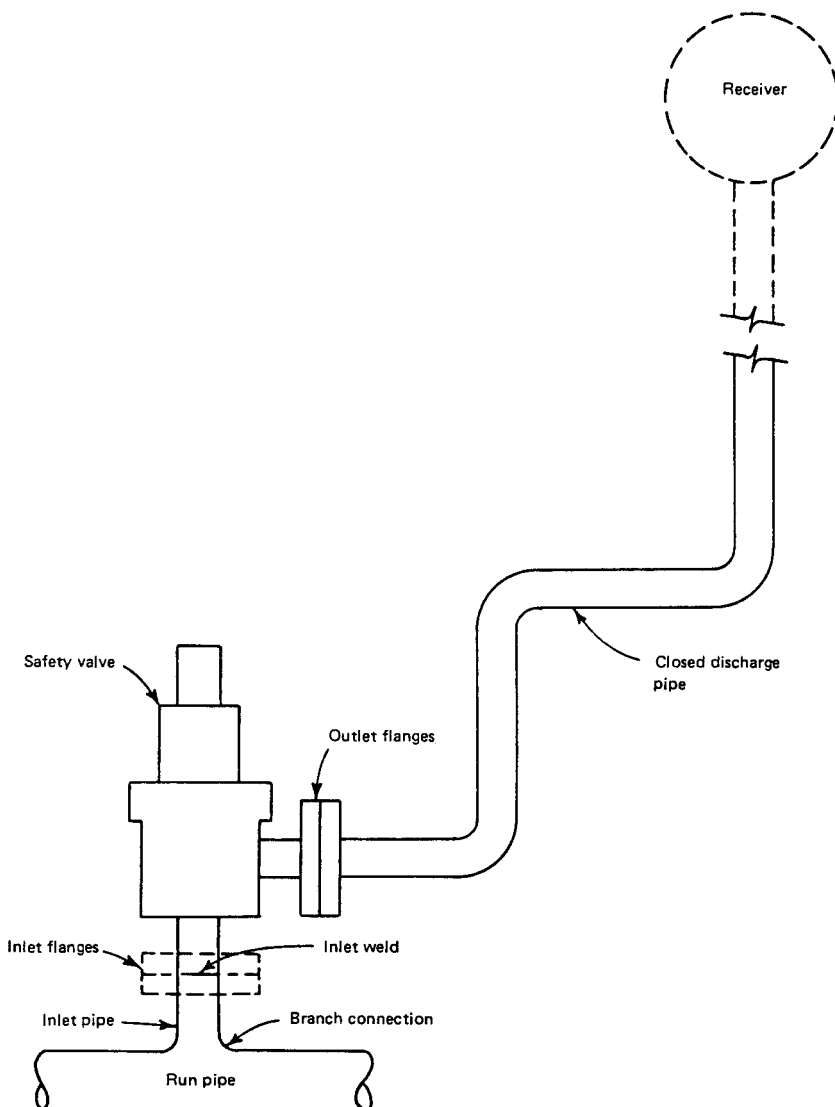 Receiver
Safety valve
Closed discharge
pipe
Outlet flanges
Inlet flanges
Inlet weld
Inlet pipe
Branch connection
Run pipe